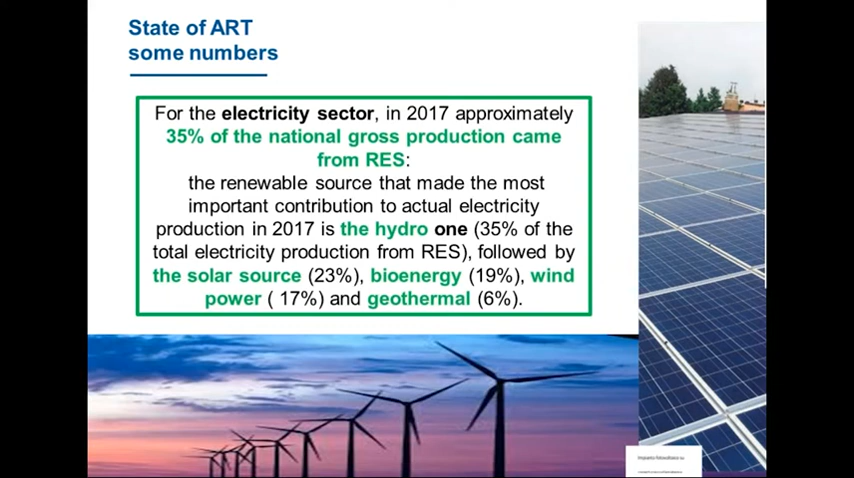 State of ART
some numbers
For the electricity sector, in 2017 approximately
35% of the national gross production came
from RES:
the renewable source that made the most
important contribution to actual electricity
production in 2017 is the hydro one (35% of the
total electricity production from RES), followed by
the solar source (23%), bioenergy (19%), wind
power ( 17%) and geothermal (6%).